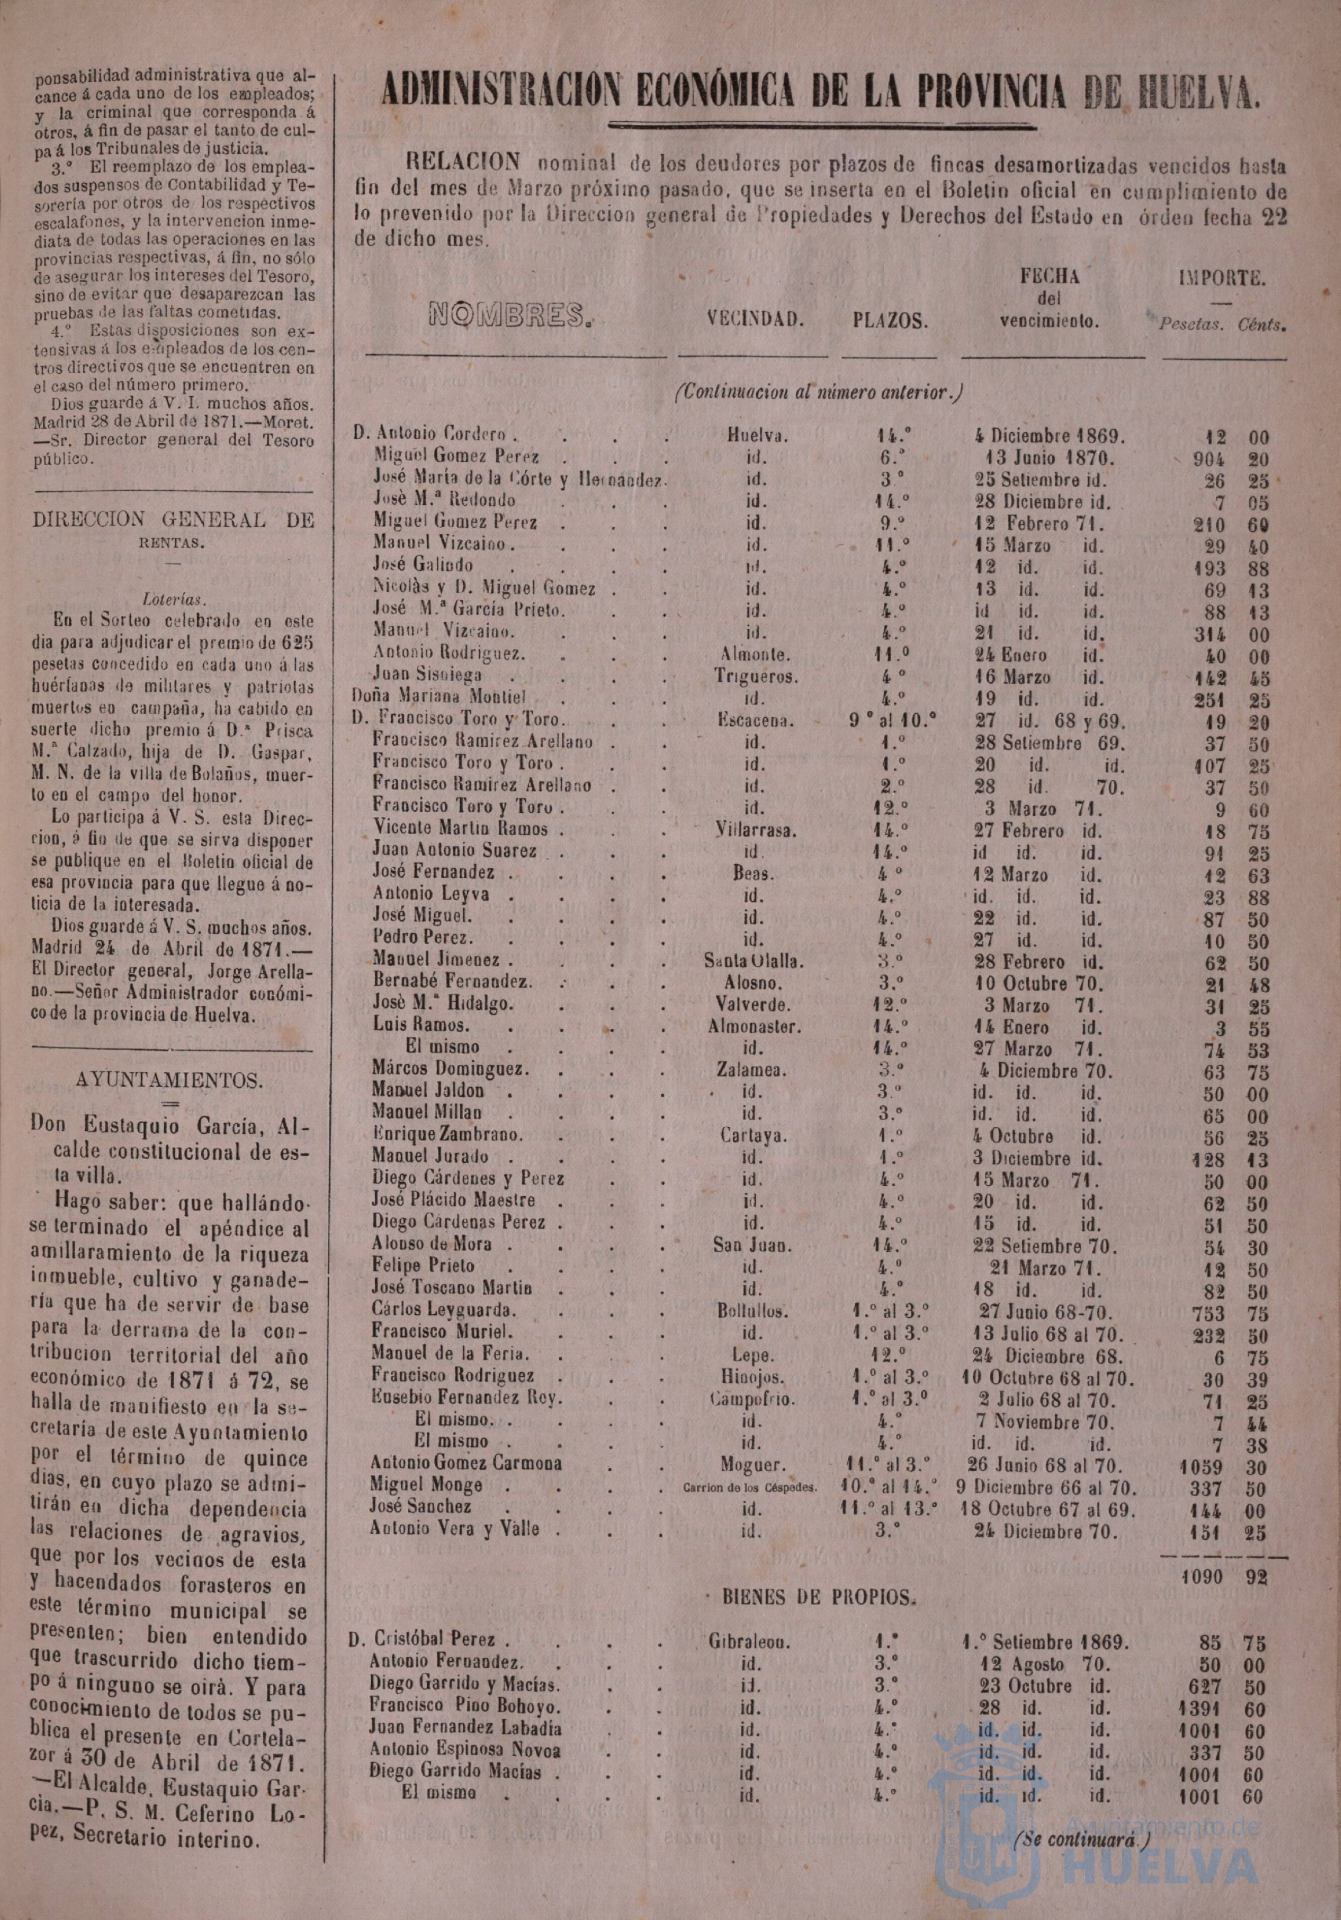 ponsabilidad administrativa que al-
cance á cada uno de los empleados;
y la criminal que corresponda á
otros, á fin de pasar el tanto de cul-
pa á los Tribunales de justicia.
3.º El reemplazo de los emplea-
dos suspensos de Contabilidad y Te-
sorería por otros de los respectivos
escalafones, y la intervencion inme-
diata de todas las operaciones en las
provincias respectivas, á fin, no sólo
de asegurar los intereses del Tesoro,
sino de evitar que desaparezcan las
pruebas de las faltas cometidas.
4.º Estas disposiciones son ex-
tensivas á los empleados de los cen-
tros directivos que se encuentren en
el caso del número primero.
Dios guarde á V. I. muchos años.
Madrid 28 de Abril de 1871.—Moret.
—Sr. Director general del Tesoro
público.
DIRECCION GENERAL DE
RENTAS.
Loterías.
En el Sorteo celebrado en este
dia para adjudicar el premio de 625
pesetas concedido en cada uno á las
huérfanas de militares y patriotas
muertos en campaña, ha cabido en
suerte dicho premio á D.ª Prisca
M.ª Calzado, hija de D. Gaspar,
M. N. de la villa de Bolaños, muer-
to en el campo del honor.
Lo participa á V. S. esta Direc-
cion, á fin de que se sirva disponer
se publique en el Boletin oficial de
esa provincia para que llegue á no-
ticia de la interesada.
Dios guarde á V. S. muchos años.
Madrid 24 de Abril de 1871.—
El Director general, Jorge Arella-
no.—Señor Administrador conómi-
co de la provincia de Huelva.
AYUNTAMIENTOS.
Don Eustaquio García, Al-
calde constitucional de es-
ta villa.
Hago saber: que hallándo-
se terminado el apéndice al
amillaramiento de la riqueza
inmueble, cultivo y ganade-
ría que ha de servir de base
para la derrama de la con-
tribucion territorial del año
económico de 1871 á 72, se
halla de manifiesto en la se-
cretaría de este Ayuntamiento
por el término de quince
dias, en cuyo plazo se admi-
tirán en dicha dependencia
las relaciones de agravios,
que por los vecinos de esta
y hacendados forasteros en
este término municipal se
presenten; bien entendido
que trascurrido dicho tiem-
po á ninguno se oirá. Y para
conocimiento de todos se pu-
blica el presente en Cortela-
zor á 30 de Abril de 1871.
—El Alcalde, Eustaquio Gar-
cia.—P. S. M. Ceferino Lo-
pez, Secretario interino.
ADMINISTRACION ECONÓMICA DE LA PROVINCIA DE HUELVA.
RELACION nominal de los deudores por plazos de fincas desamortizadas vencidos hasta
fin del mes de Marzo próximo pasado, que se inserta en el Boletin oficial en cumplimiento de
lo prevenido por la Direccion general de Propiedades y Derechos del Estado en órden fecha 22
de dicho mes.
NOMBRES. VECINDAD. PLAZOS. FECHA del vencimiento. IMPORTE. Pesetas. Cénts.
(Continuacion al número anterior.)
D. Antonio Cordero . . . . Huelva. 14.º 4 Diciembre 1869. 12 00
Miguel Gomez Perez . . . id. 6.º 13 Junio 1870. 904 20
José María de la Córte y Hernández. id. 3.º 25 Setiembre id. 26 25
José M.ª Redondo . . . id. 14.º 28 Diciembre id. 7 05
Miguel Gomez Perez . . . id. 9.º 12 Febrero 71. 210 60
Manuel Vizcaino . . . . id. 11.º 15 Marzo id. 29 40
José Galindo . . . . id. 4.º 12 id. id. 193 88
Nicolàs y D. Miguel Gomez . . id. 4.º 13 id. id. 69 13
José M.ª García Prieto. . . id. 4.º id id. id. 88 13
Manuel Vizcaino. . . . id. 4.º 21 id. id. 314 00
Antonio Rodriguez. . . . Almonte. 11.º 24 Enero id. 40 00
Juan Sisniega . . . . Trigueros. 4 º 16 Marzo id. 142 45
Doña Mariana Montiel . . . id. 4.º 19 id. id. 251 25
D. Francisco Toro y Toro. . . Escacena. 9 º al 10.º 27 id. 68 y 69. 19 20
Francisco Ramirez Arellano . . id. 1.º 28 Setiembre 69. 37 50
Francisco Toro y Toro . . . id. 1.º 20 id. id. 107 25
Francisco Ramirez Arellano . . id. 2.º 28 id. 70. 37 50
Francisco Toro y Toro . . . id. 12.º 3 Marzo 71. 9 60
Vicente Martin Ramos . . . Villarrasa. 14.º 27 Febrero id. 18 75
Juan Antonio Suarez . . . id. 14.º id id. id. 91 25
José Fernandez . . . . Beas. 4 º 12 Marzo id. 12 63
Antonio Leyva . . . . id. 4.º id. id. id. 23 88
José Miguel. . . . . id. 4.º 22 id. id. 87 50
Pedro Perez. . . . . id. 4.º 27 id. id. 10 50
Manuel Jimenez . . . . Santa Olalla. 3.º 28 Febrero id. 62 50
Bernabé Fernandez. . . . Alosno. 3.º 10 Octubre 70. 21 48
José M.ª Hidalgo. . . . Valverde. 12.º 3 Marzo 71. 31 25
Luis Ramos. . . . . Almonaster. 14.º 14 Enero id. 3 55
El mismo . . . . id. 14.º 27 Marzo 71. 74 53
Márcos Dominguez. . . . Zalamea. 3.º 4 Diciembre 70. 63 75
Manuel Jaldon . . . . id. 3.º id. id. id. 50 00
Manuel Millan . . . . id. 3.º id. id. id. 65 00
Enrique Zambrano. . . . Cartaya. 1.º 4 Octubre id. 56 25
Manuel Jurado . . . . id. 1.º 3 Diciembre id. 128 13
Diego Cárdenes y Perez . . id. 4.º 15 Marzo 71. 50 00
José Plácido Maestre . . . id. 4.º 20 id. id. 62 50
Diego Cárdenas Perez . . . id. 4.º 15 id. id. 51 50
Alonso de Mora . . . . San Juan. 14.º 22 Setiembre 70. 54 30
Felipe Prieto . . . . id. 4.º 21 Marzo 71. 12 50
José Toscano Martin . . . id. 4.º 18 id. id. 82 50
Cárlos Leyguarda. . . . Bollullos. 1.º al 3.º 27 Junio 68-70. 753 75
Francisco Muriel. . . . id. 1.º al 3.º 13 Julio 68 al 70. 232 50
Manuel de la Feria. . . . Lepe. 12.º 24 Diciembre 68. 6 75
Francisco Rodriguez . . . Hinojos. 1.º al 3.º 10 Octubre 68 al 70. 30 39
Eusebio Fernandez Rey. . . Campofrio. 1.º al 3.º 2 Julio 68 al 70. 71 25
El mismo. . . . id. 4.º 7 Noviembre 70. 7 44
El mismo . . . . id. 4.º id. id. id. 7 38
Antonio Gomez Carmona . . Moguer. 11.º al 3.º 26 Junio 68 al 70. 1059 30
Miguel Monge . . . . Carrion de los Céspedes. 10.º al 14.º 9 Diciembre 66 al 70. 337 50
José Sanchez . . . . id. 11.º al 13.º 18 Octubre 67 al 69. 144 00
Antonio Vera y Valle . . . id. 3.º 24 Diciembre 70. 151 25
1090 92
BIENES DE PROPIOS.
D. Cristóbal Perez . . . . Gibraleon. 1.º 1.º Setiembre 1869. 85 75
Antonio Fernandez. . . . id. 3.º 12 Agosto 70. 50 00
Diego Garrido y Macías. . . id. 3.º 23 Octubre id. 627 50
Francisco Pino Bohoyo. . . id. 4.º 28 id. id. 1391 60
Juan Fernandez Labadía . . id. 4.º id. id. id. 1001 60
Antonio Espinosa Novoa . . id. 4.º id. id. id. 337 50
Diego Garrido Macías . . . id. 4.º id. id. id. 1001 60
El mismo . . . . id. 4.º id. id. id. 1001 60
(Se continuará.)
Ayuntamiento de
HUELVA